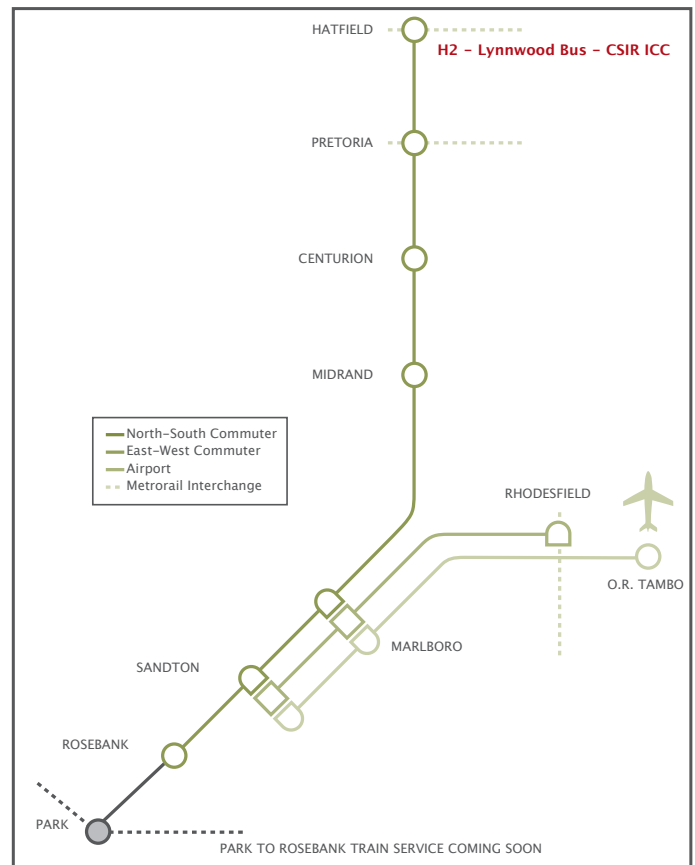 HATFIELD
H2 – Lynnwood Bus – CSIR ICC
PRETORIA
CENTURION
MIDRAND
North–South Commuter
East–West Commuter
Airport
Metrorail Interchange
RHODESFIELD
O.R. TAMBO
MARLBORO
SANDTON
ROSEBANK
PARK
PARK TO ROSEBANK TRAIN SERVICE COMING SOON